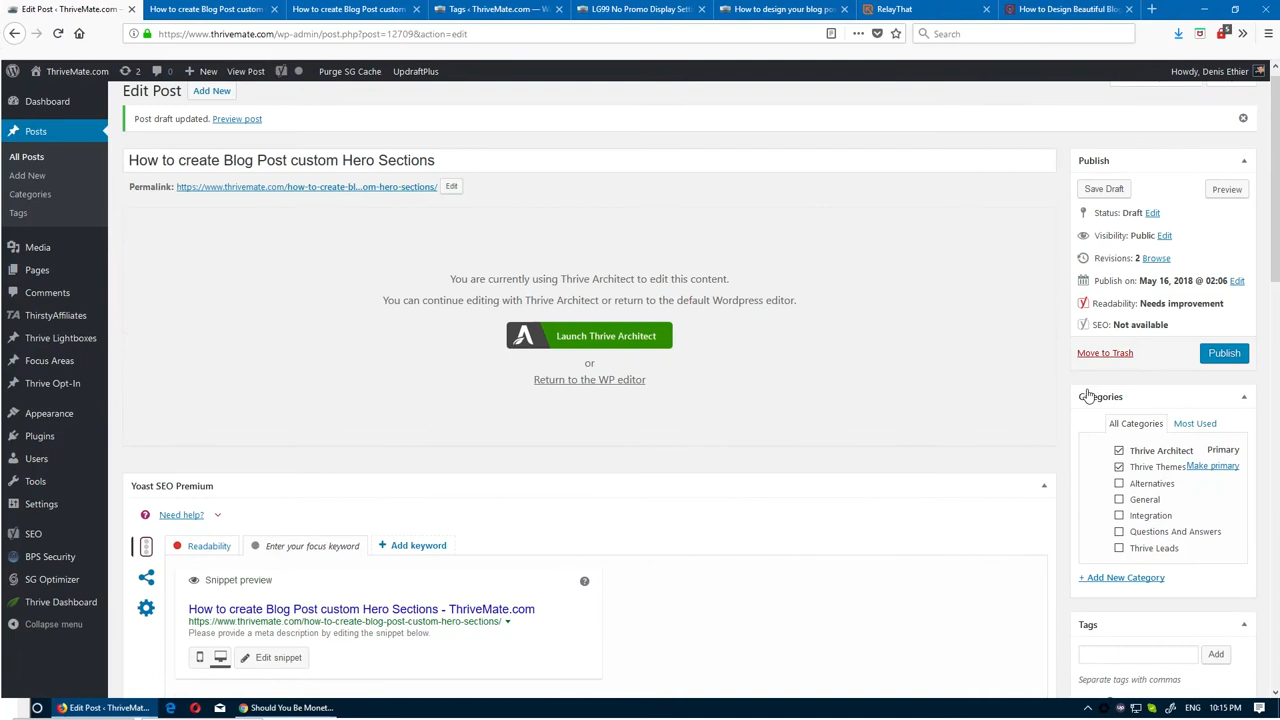 Edit Post ‹ ThriveMate.com —
How to create Blog Post custom
How to create Blog Post custom
Tags ‹ ThriveMate.com — W
LG99 No Promo Display Sett
How to design your blog po
RelayThat
How to Design Beautiful Blo
https://www.thrivemate.com/wp-admin/post.php?post=12709&action=edit
Search
5
ThriveMate.com
2
0
New
View Post
Purge SG Cache
UpdraftPlus
Howdy, Denis Ethier
Dashboard
Posts
All Posts
Add New
Categories
Tags
Media
Pages
Comments
ThirstyAffiliates
Thrive Lightboxes
Focus Areas
Thrive Opt-In
Appearance
Plugins
Users
Tools
Settings
SEO
BPS Security
SG Optimizer
Thrive Dashboard
Collapse menu
Edit Post
Add New
Post draft updated. Preview post
How to create Blog Post custom Hero Sections
Permalink: https://www.thrivemate.com/how-to-create-bl...om-hero-sections/ Edit
You are currently using Thrive Architect to edit this content.
You can continue editing with Thrive Architect or return to the default Wordpress editor.
Launch Thrive Architect
or
Return to the WP editor
Yoast SEO Premium
Need help?
Readability
Enter your focus keyword
Add keyword
Snippet preview
How to create Blog Post custom Hero Sections - ThriveMate.com
https://www.thrivemate.com/how-to-create-blog-post-custom-hero-sections/
Please provide a meta description by editing the snippet below.
Edit snippet
Publish
Save Draft
Preview
Status: Draft Edit
Visibility: Public Edit
Revisions: 2 Browse
Publish on: May 16, 2018 @ 02:06 Edit
Readability: Needs improvement
SEO: Not available
Move to Trash
Publish
Categories
All Categories
Most Used
Thrive Architect Primary
Thrive Themes Make primary
Alternatives
General
Integration
Questions And Answers
Thrive Leads
+ Add New Category
Tags
Add
Separate tags with commas
Edit Post ‹ ThriveMat...
Should You Be Monet...
ENG
10:15 PM